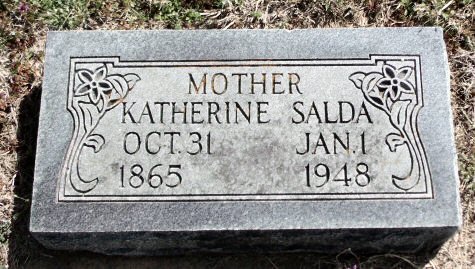 MOTHER
KATHERINE SALDA
OCT. 31 JAN. 1
1865 1948